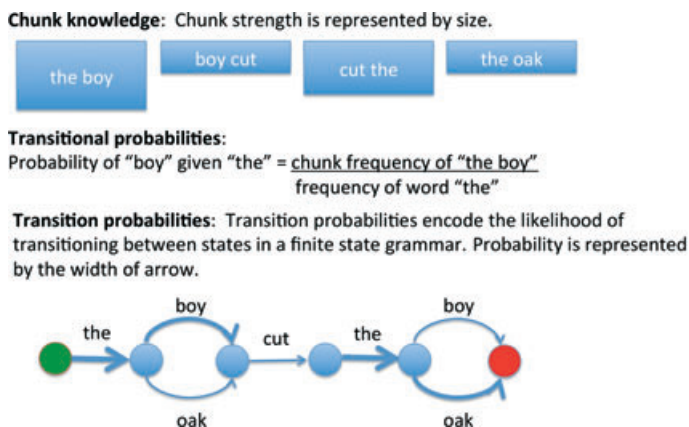 Chunk knowledge: Chunk strength is represented by size.
the boy
boy cut
cut the
the oak
Transitional probabilities:
Probability of “boy” given “the” = chunk frequency of “the boy”
frequency of word “the”
Transition probabilities: Transition probabilities encode the likelihood of
transitioning between states in a finite state grammar. Probability is represented
by the width of arrow.
boy
boy
the
cut
the
oak
oak